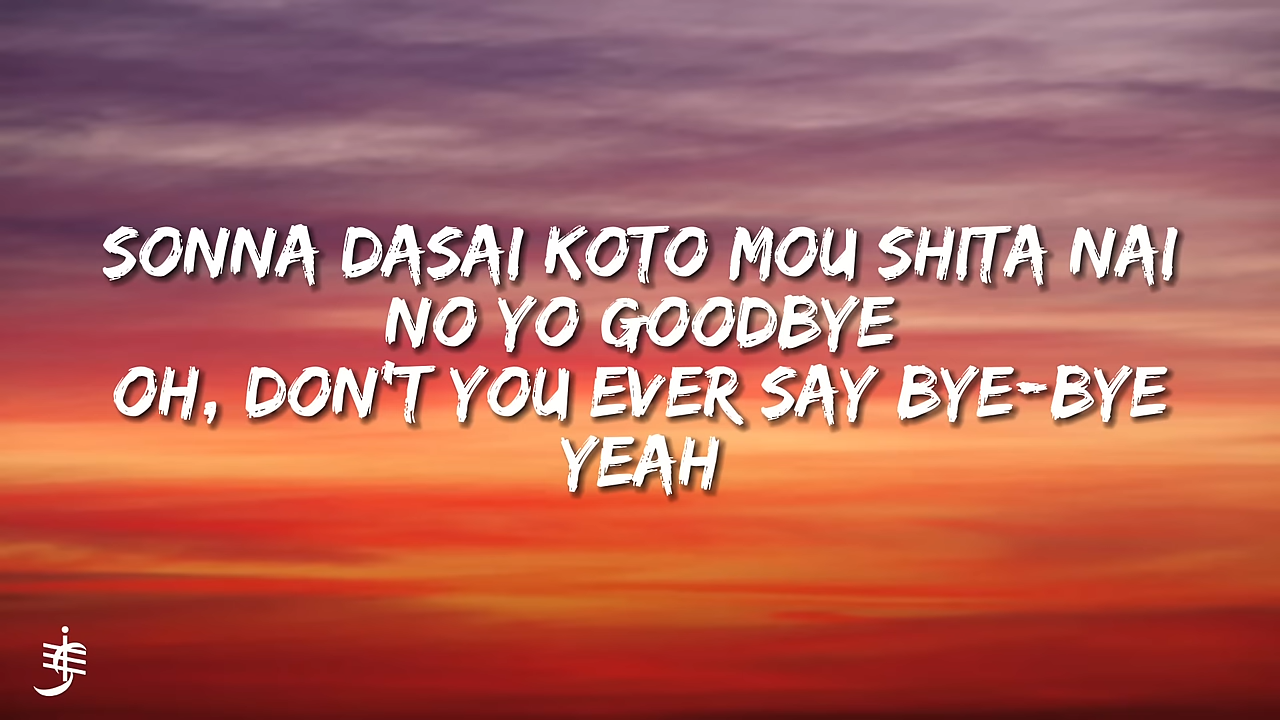 SONNA DASAI KOTO MOU SHITA NAI
NO YO GOODBYE
OH, DON'T YOU EVER SAY BYE-BYE
YEAH